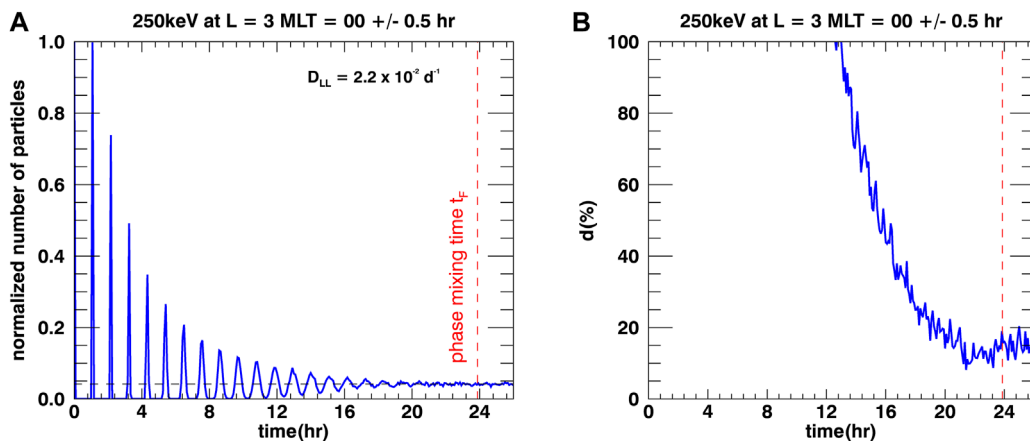 A
250keV at L = 3 MLT = 00 +/- 0.5 hr
normalized number of particles
1.0
0.8
0.6
0.4
0.2
0.0
D_LL = 2.2 x 10⁻² d⁻¹
phase mixing time t_F
0 4 8 12 16 20 24
time(hr)
B
250keV at L = 3 MLT = 00 +/- 0.5 hr
d(%)
100
80
60
40
20
0
0 4 8 12 16 20 24
time(hr)